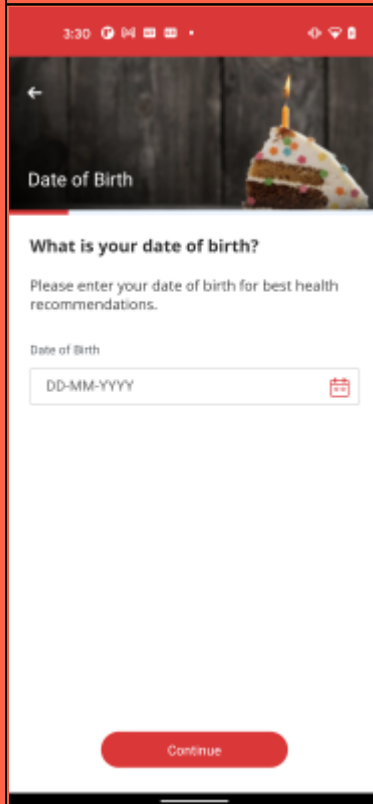 3:30
Date of Birth
What is your date of birth?
Please enter your date of birth for best health
recommendations.
Date of Birth
DD-MM-YYYY
Continue